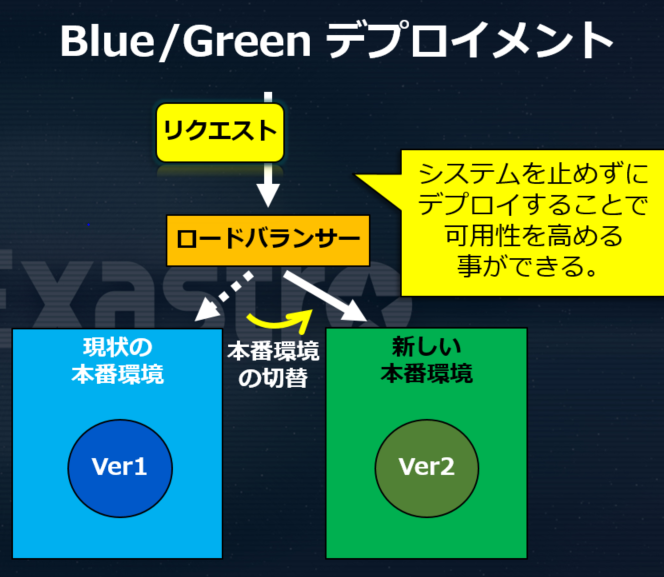 Blue/Green デプロイメント
リクエスト
システムを止めずに
デプロイすることで
可用性を高める
事ができる。
ロードバランサー
Exastro
現状の
本番環境
本番環境
の切替
新しい
本番環境
Ver1
Ver2